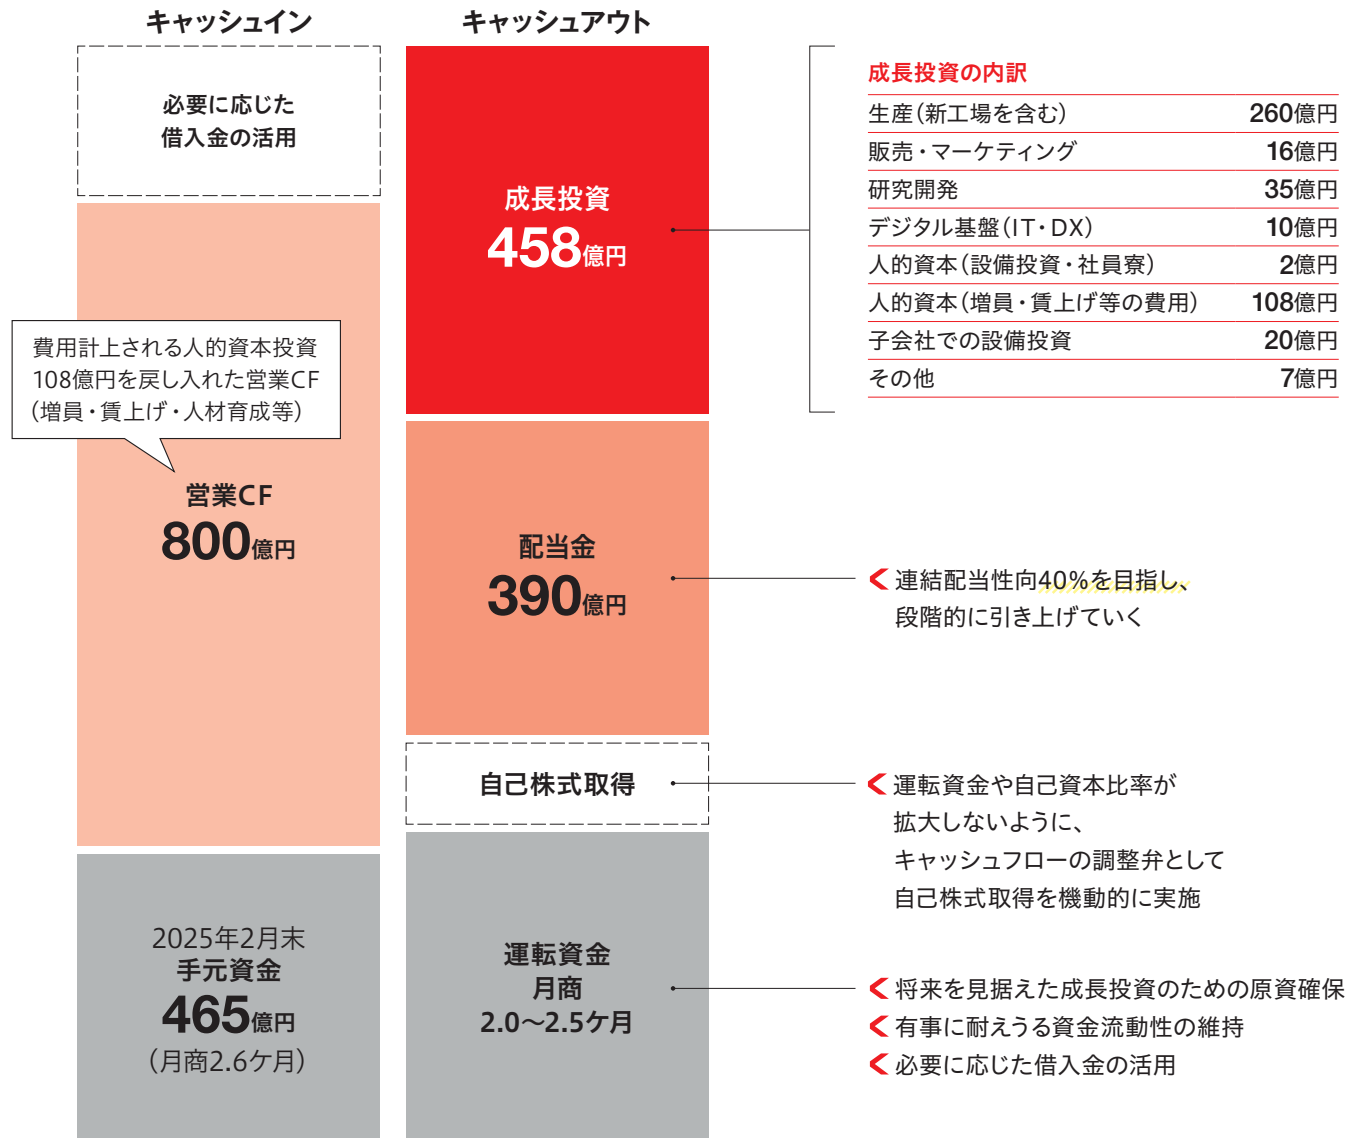 キャッシュイン
必要に応じた
借入金の活用
費用計上される人的資本投資
108億円を戻し入れた営業CF
（増員・賃上げ・人材育成等）
営業CF
800億円
2025年2月末
手元資金
465億円
（月商2.6ケ月）
キャッシュアウト
成長投資
458億円
配当金
390億円
自己株式取得
運転資金
月商
2.0〜2.5ケ月
成長投資の内訳
生産（新工場を含む） 260億円
販売・マーケティング 16億円
研究開発 35億円
デジタル基盤（IT・DX） 10億円
人的資本（設備投資・社員寮） 2億円
人的資本（増員・賃上げ等の費用） 108億円
子会社での設備投資 20億円
その他 7億円
連結配当性向40%を目指し、
段階的に引き上げていく
運転資金や自己資本比率が
拡大しないように、
キャッシュフローの調整弁として
自己株式取得を機動的に実施
将来を見据えた成長投資のための原資確保
有事に耐えうる資金流動性の維持
必要に応じた借入金の活用